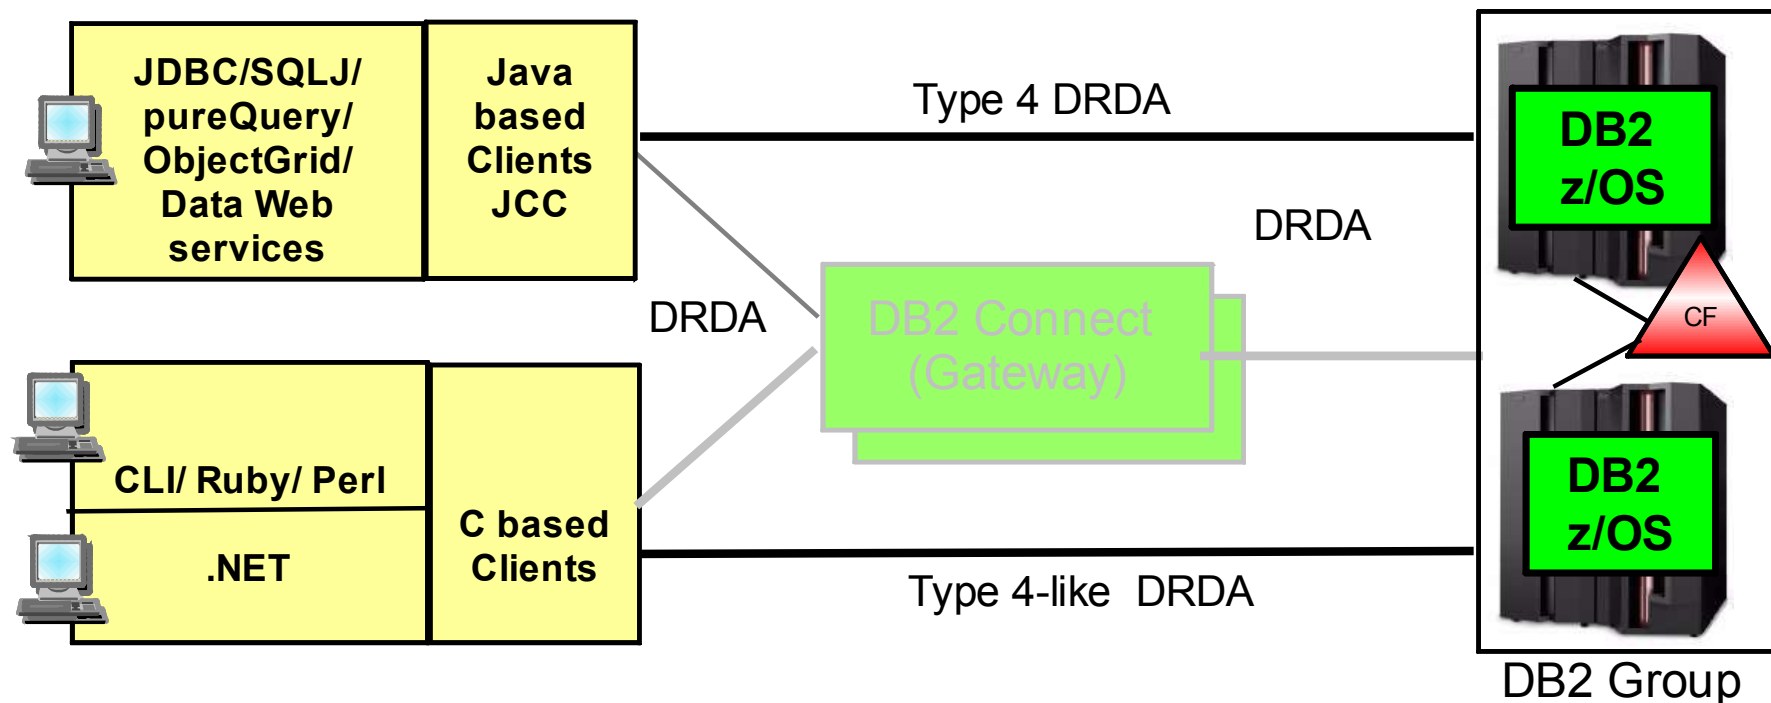 JDBC/SQLJ/
pureQuery/
ObjectGrid/
Data Web
services
Java
based
Clients
JCC
Type 4 DRDA
DB2
z/OS
DRDA
DRDA
DB2 Connect
(Gateway)
CF
CLI/ Ruby/ Perl
.NET
C based
Clients
Type 4-like DRDA
DB2
z/OS
DB2 Group